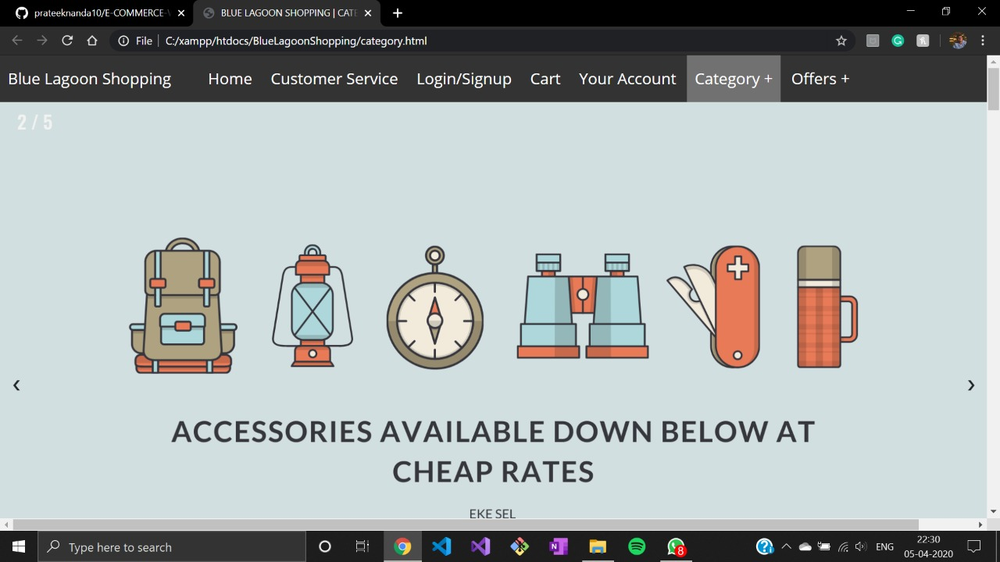 prateeknanda10/E-COMMERCE-
BLUE LAGOON SHOPPING | CATE
File
C:/xampp/htdocs/BlueLagoonShopping/category.html
Blue Lagoon Shopping
Home
Customer Service
Login/Signup
Cart
Your Account
Category +
Offers +
2 / 5
ACCESSORIES AVAILABLE DOWN BELOW AT
CHEAP RATES
EKE SEL
Type here to search
8
ENG
22:30
05-04-2020